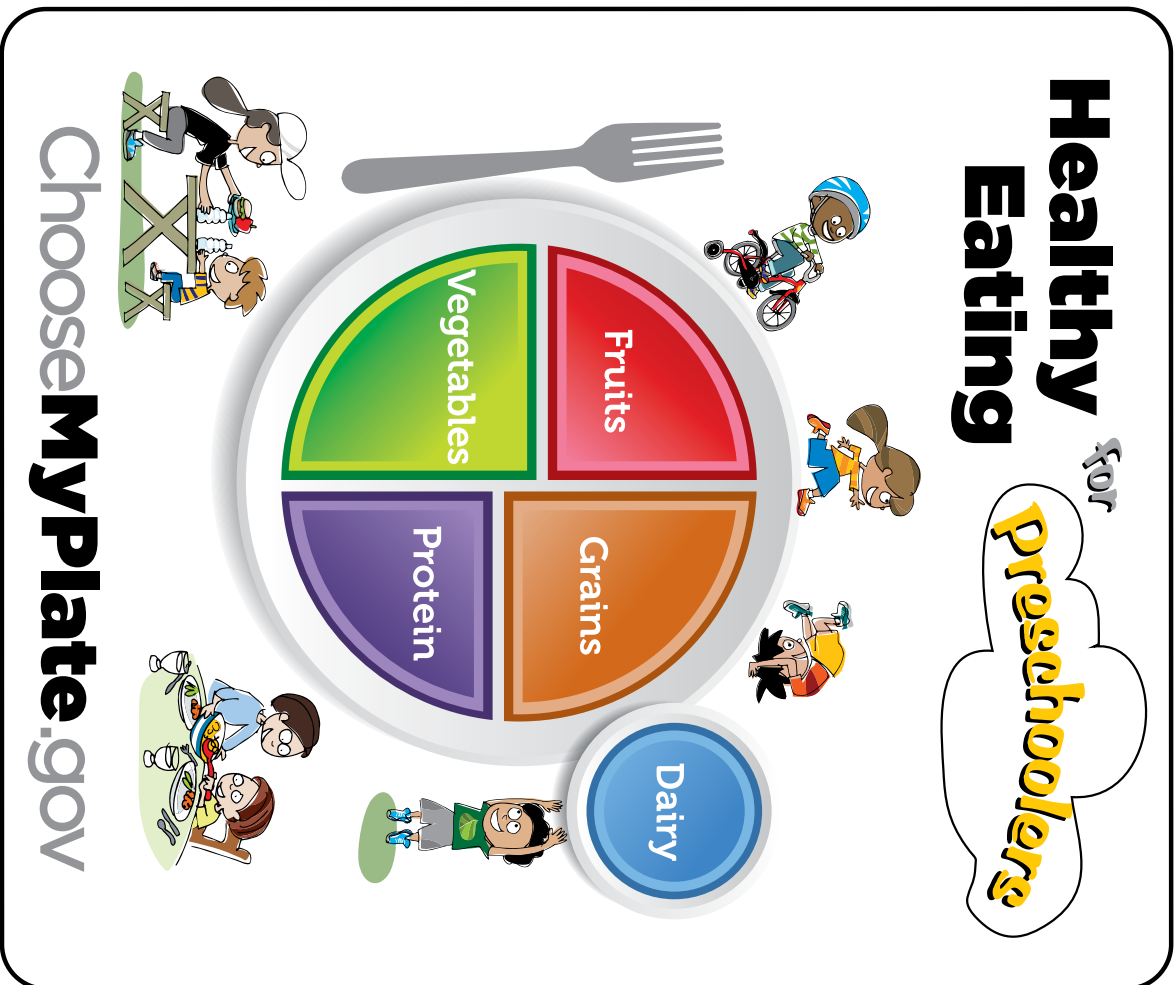 Healthy
Eating
for
preschoolers
Fruits
Grains
Dairy
Vegetables
Protein
ChooseMyPlate.gov